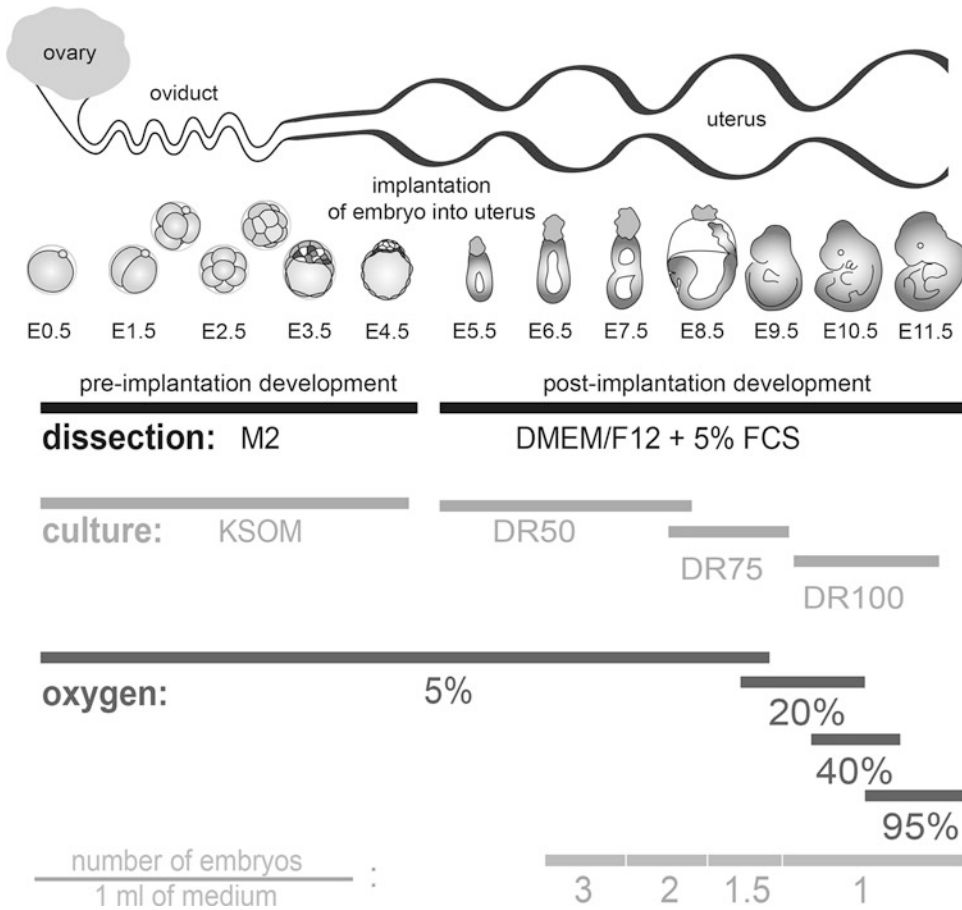 ovary
oviduct
uterus
implantation
of embryo into uterus
E0.5 E1.5 E2.5 E3.5 E4.5 E5.5 E6.5 E7.5 E8.5 E9.5 E10.5 E11.5
pre-implantation development post-implantation development
dissection: M2 DMEM/F12 + 5% FCS
culture: KSOM DR50
DR75
DR100
oxygen: 5% 20%
40%
95%
number of embryos
1 ml of medium
: 3 2 1.5 1